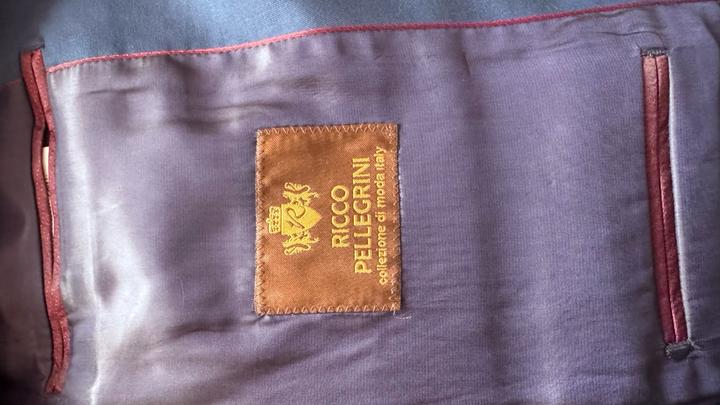 RICCO
PELLEGRINI
collezione di moda italy